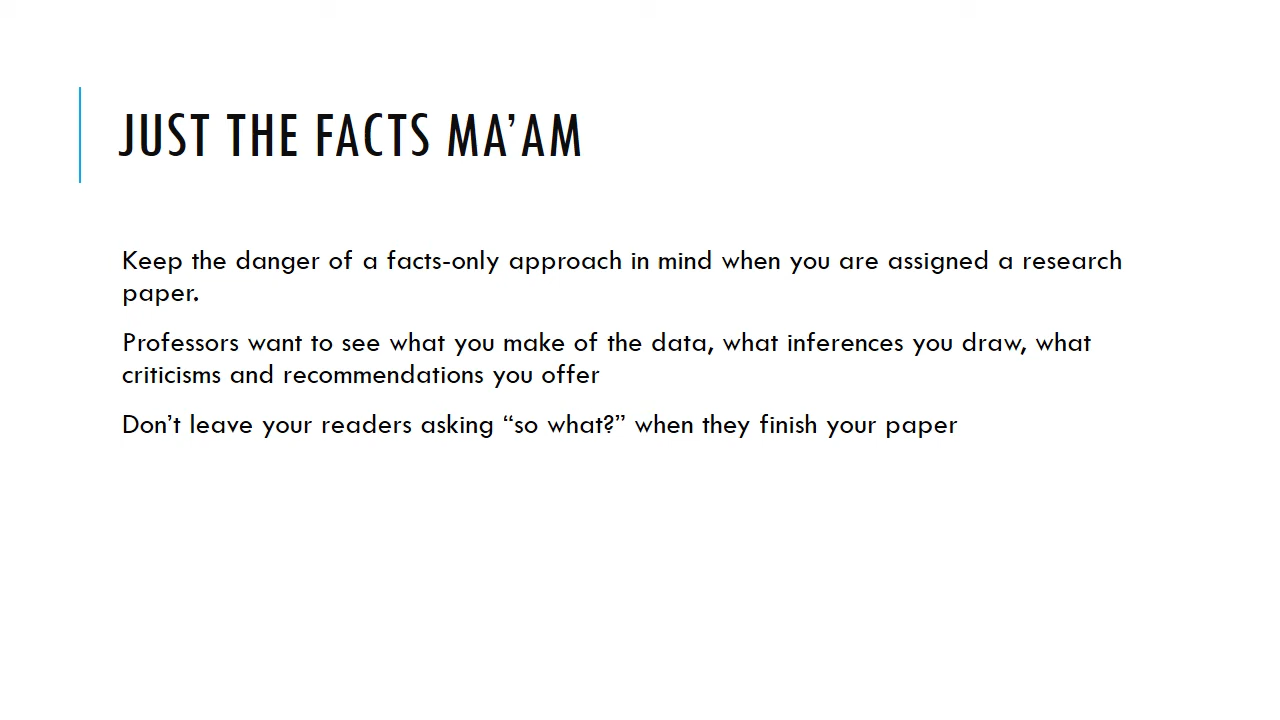 JUST THE FACTS MA’AM
Keep the danger of a facts-only approach in mind when you are assigned a research
paper.
Professors want to see what you make of the data, what inferences you draw, what
criticisms and recommendations you offer
Don’t leave your readers asking “so what?” when they finish your paper